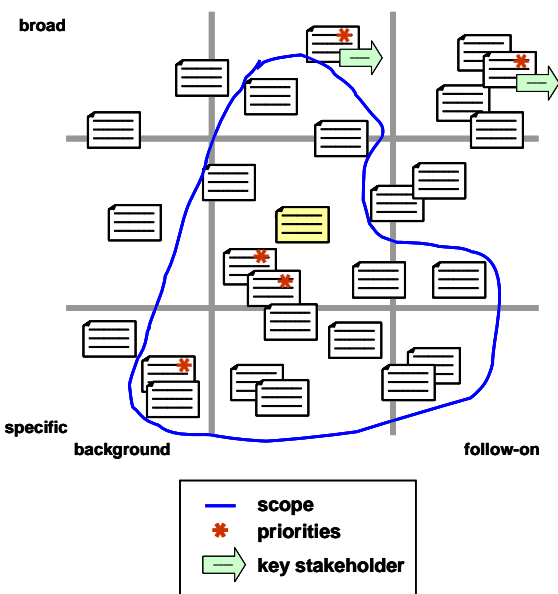 broad
specific
background
follow-on
scope
priorities
key stakeholder